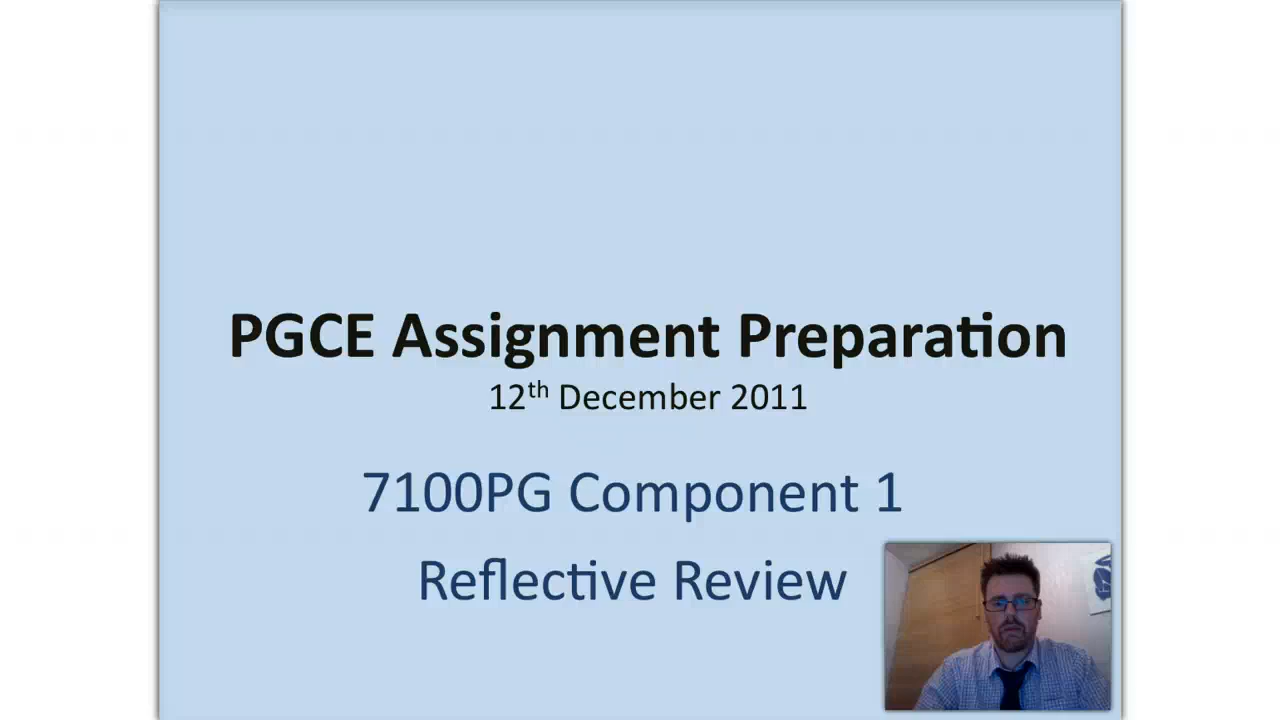 PGCE Assignment Preparation
12th December 2011
7100PG Component 1
Reflective Review